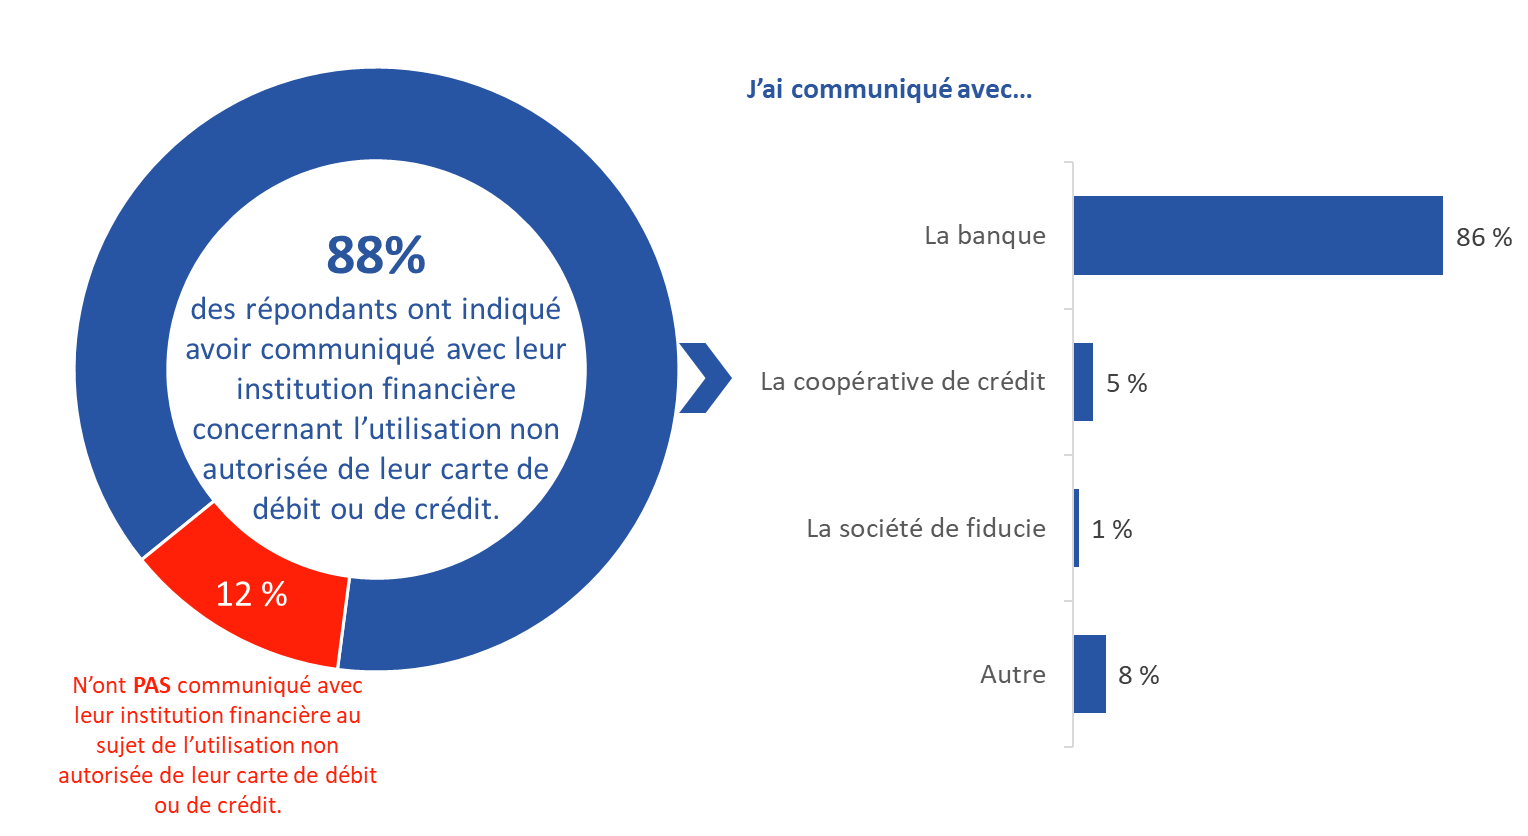 88%
des répondants ont indiqué
avoir communiqué avec leur
institution financière
concernant l’utilisation non
autorisée de leur carte de
débit ou de crédit.
12 %
N’ont PAS communiqué avec
leur institution financière au
sujet de l’utilisation non
autorisée de leur carte de débit
ou de crédit.
J’ai communiqué avec…
La banque 86 %
La coopérative de crédit 5 %
La société de fiducie 1 %
Autre 8 %